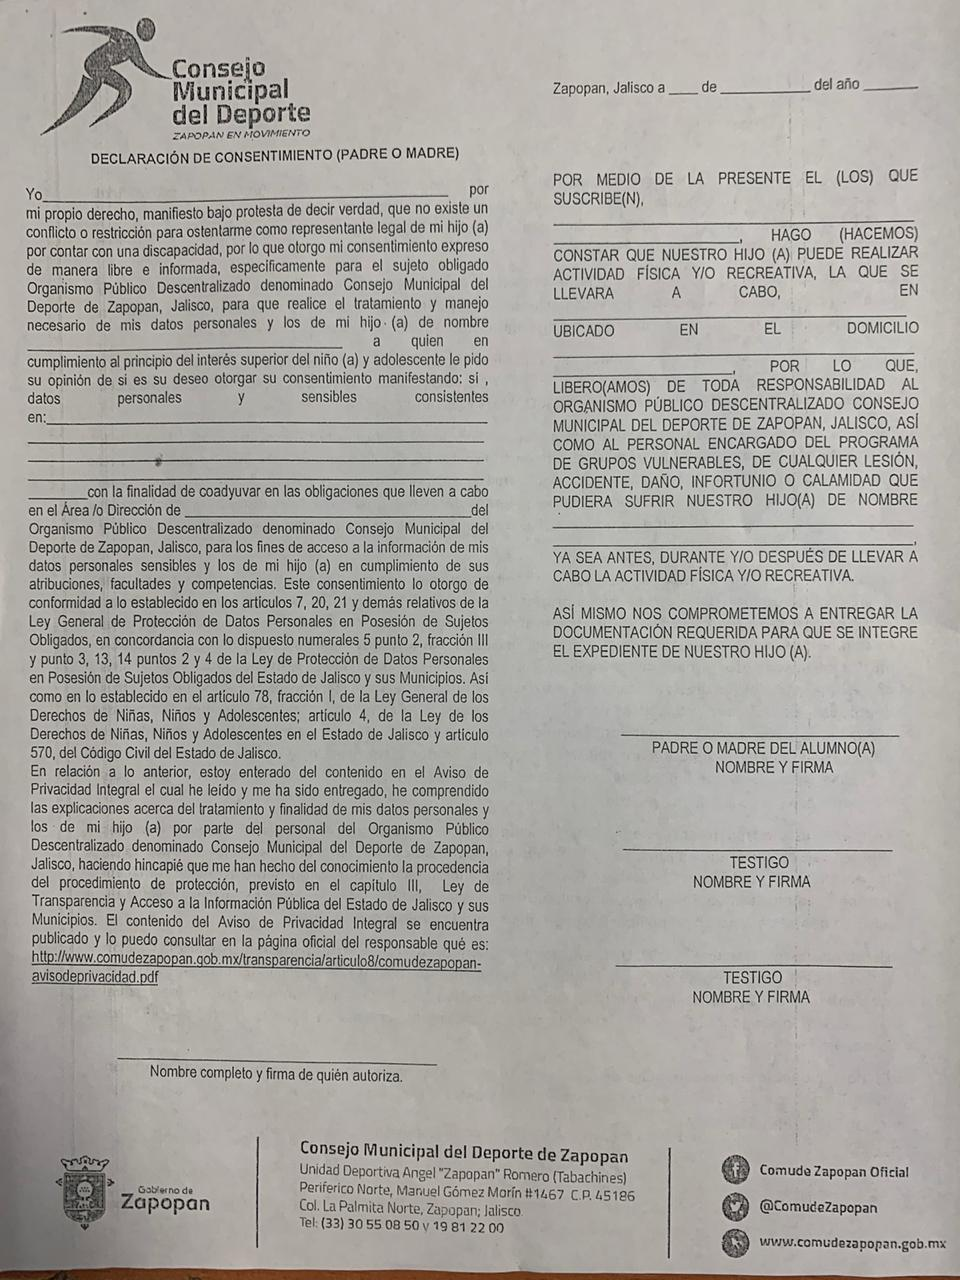 Consejo
Municipal
del Deporte
ZAPOPAN EN MOVIMIENTO
DECLARACIÓN DE CONSENTIMIENTO (PADRE O MADRE)
Yo__________ por
mi propio derecho, manifiesto bajo protesta de decir verdad, que no existe un
conflicto o restricción para ostentarme como representante legal de mi hijo (a)
por contar con una discapacidad, por lo que otorgo mi consentimiento expreso
de manera libre e informada, específicamente para el sujeto obligado
Organismo Público Descentralizado denominado Consejo Municipal del
Deporte de Zapopan, Jalisco, para que realice el tratamiento y manejo
necesario de mis datos personales y los de mi hijo (a) de nombre
__________ a quien en
cumplimiento al principio del interés superior del niño (a) y adolescente le pido
su opinión de si es su deseo otorgar su consentimiento manifestando: si ,
datos personales y sensibles consistentes
en:__________
______con la finalidad de coadyuvar en las obligaciones que lleven a cabo
en el Área /o Dirección de __________del
Organismo Público Descentralizado denominado Consejo Municipal del
Deporte de Zapopan, Jalisco, para los fines de acceso a la información de mis
datos personales sensibles y los de mi hijo (a) en cumplimiento de sus
atribuciones, facultades y competencias. Este consentimiento lo otorgo de
conformidad a lo establecido en los artículos 7, 20, 21 y demás relativos de la
Ley General de Protección de Datos Personales en Posesión de Sujetos
Obligados, en concordancia con lo dispuesto numerales 5 punto 2, fracción III
y punto 3, 13, 14 puntos 2 y 4 de la Ley de Protección de Datos Personales
en Posesión de Sujetos Obligados del Estado de Jalisco y sus Municipios. Así
como en lo establecido en el artículo 78, fracción I, de la Ley General de los
Derechos de Niñas, Niños y Adolescentes; artículo 4, de la Ley de los
Derechos de Niñas, Niños y Adolescentes en el Estado de Jalisco y artículo
570, del Código Civil del Estado de Jalisco.
En relación a lo anterior, estoy enterado del contenido en el Aviso de
Privacidad Integral el cual he leído y me ha sido entregado, he comprendido
las explicaciones acerca del tratamiento y finalidad de mis datos personales y
los de mi hijo (a) por parte del personal del Organismo Público
Descentralizado denominado Consejo Municipal del Deporte de Zapopan,
Jalisco, haciendo hincapié que me han hecho del conocimiento la procedencia
del procedimiento de protección, previsto en el capítulo III, Ley de
Transparencia y Acceso a la Información Pública del Estado de Jalisco y sus
Municipios. El contenido del Aviso de Privacidad Integral se encuentra
publicado y lo puedo consultar en la página oficial del responsable qué es:
http://www.comudezapopan.gob.mx/transparencia/articulo8/comudezapopan-
avisodeprivacidad.pdf
Nombre completo y firma de quién autoriza.
Zapopan, Jalisco a ____ de __________ del año ______
POR MEDIO DE LA PRESENTE EL (LOS) QUE
SUSCRIBE(N),
__________, HAGO (HACEMOS)
CONSTAR QUE NUESTRO HIJO (A) PUEDE REALIZAR
ACTIVIDAD FÍSICA Y/O RECREATIVA, LA QUE SE
LLEVARA A CABO, EN
UBICADO EN EL DOMICILIO
__________, POR LO QUE,
LIBERO(AMOS) DE TODA RESPONSABILIDAD AL
ORGANISMO PÚBLICO DESCENTRALIZADO CONSEJO
MUNICIPAL DEL DEPORTE DE ZAPOPAN, JALISCO, ASÍ
COMO AL PERSONAL ENCARGADO DEL PROGRAMA
DE GRUPOS VULNERABLES, DE CUALQUIER LESIÓN,
ACCIDENTE, DAÑO, INFORTUNIO O CALAMIDAD QUE
PUDIERA SUFRIR NUESTRO HIJO(A) DE NOMBRE
__________,
YA SEA ANTES, DURANTE Y/O DESPUÉS DE LLEVAR A
CABO LA ACTIVIDAD FÍSICA Y/O RECREATIVA.
ASÍ MISMO NOS COMPROMETEMOS A ENTREGAR LA
DOCUMENTACIÓN REQUERIDA PARA QUE SE INTEGRE
EL EXPEDIENTE DE NUESTRO HIJO (A).
PADRE O MADRE DEL ALUMNO(A)
NOMBRE Y FIRMA
TESTIGO
NOMBRE Y FIRMA
TESTIGO
NOMBRE Y FIRMA
Gobierno de
Zapopan
Consejo Municipal del Deporte de Zapopan
Unidad Deportiva Angel "Zapopan" Romero (Tabachines)
Periferico Norte, Manuel Gómez Morín #1467 C.P. 45186
Col. La Palmita Norte, Zapopan; Jalisco.
Tel: (33) 30 55 08 50 y 19 81 22 00
Comude Zapopan Oficial
@ComudeZapopan
www.comudezapopan.gob.mx